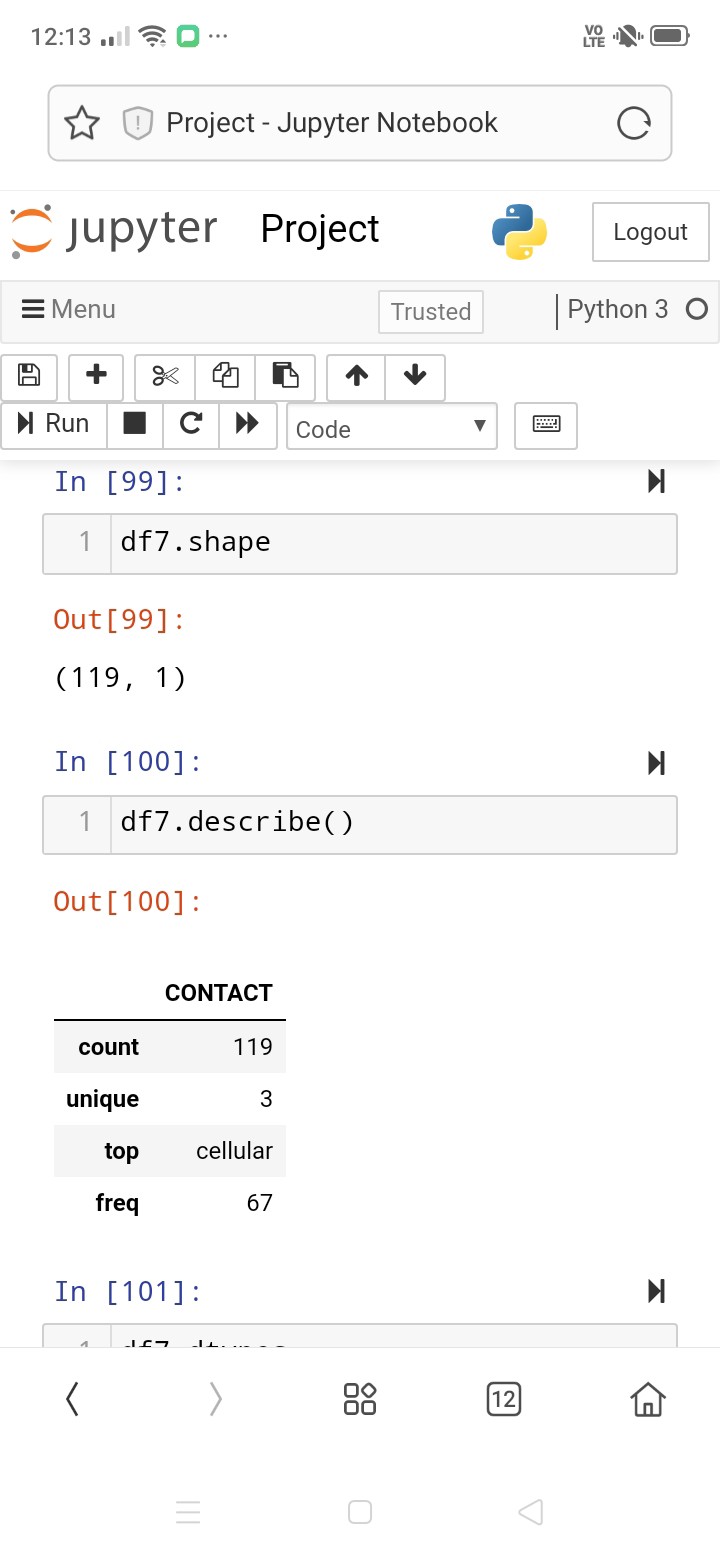 12:13 ... VO LTE
Project - Jupyter Notebook
jupyter Project Logout
Menu Trusted Python 3
Run Code
In [99]:
1 df7.shape
Out[99]:
(119, 1)
In [100]:
1 df7.describe()
Out[100]:
CONTACT
count 119
unique 3
top cellular
freq 67
In [101]:
1 df7.dtypes
12